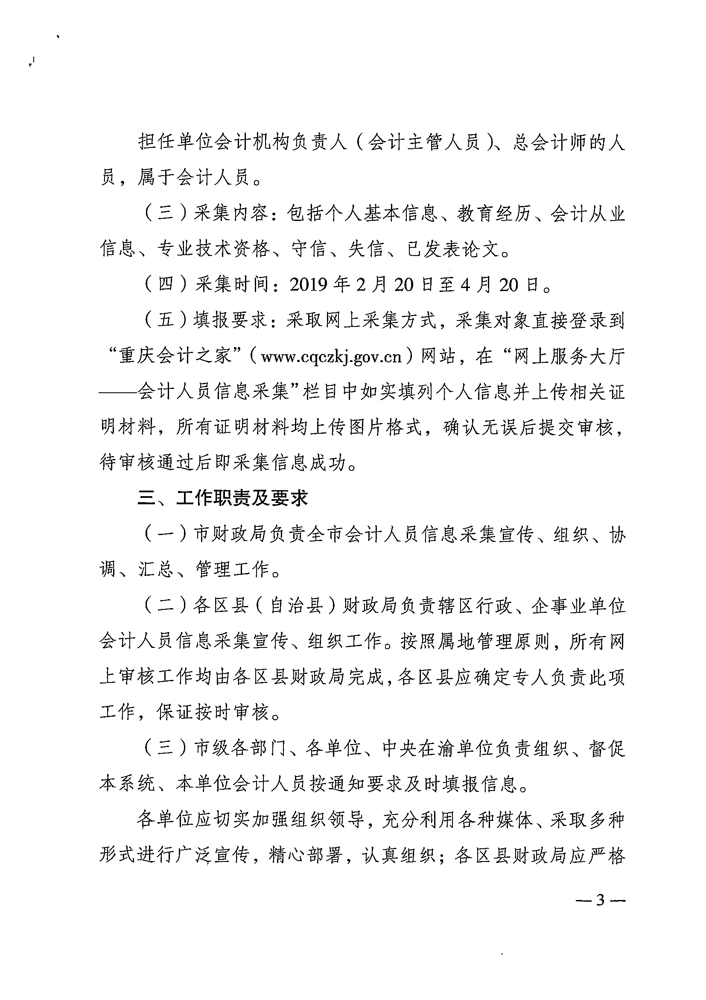 担任单位会计机构负责人（会计主管人员）、总会计师的人
员，属于会计人员。
（三）采集内容：包括个人基本信息、教育经历、会计从业
信息、专业技术资格、守信、失信、已发表论文。
（四）采集时间：2019 年 2 月 20 日至 4 月 20 日。
（五）填报要求：采取网上采集方式，采集对象直接登录到
“重庆会计之家”（www.cqczkj.gov.cn）网站，在“网上服务大厅
——会计人员信息采集”栏目中如实填列个人信息并上传相关证
明材料，所有证明材料均上传图片格式，确认无误后提交审核，
待审核通过后即采集信息成功。
三、工作职责及要求
（一）市财政局负责全市会计人员信息采集宣传、组织、协
调、汇总、管理工作。
（二）各区县（自治县）财政局负责辖区行政、企事业单位
会计人员信息采集宣传、组织工作。按照属地管理原则，所有网
上审核工作均由各区县财政局完成，各区县应确定专人负责此项
工作，保证按时审核。
（三）市级各部门、各单位、中央在渝单位负责组织、督促
本系统、本单位会计人员按通知要求及时填报信息。
各单位应切实加强组织领导，充分利用各种媒体、采取多种
形式进行广泛宣传，精心部署，认真组织；各区县财政局应严格
— 3 —